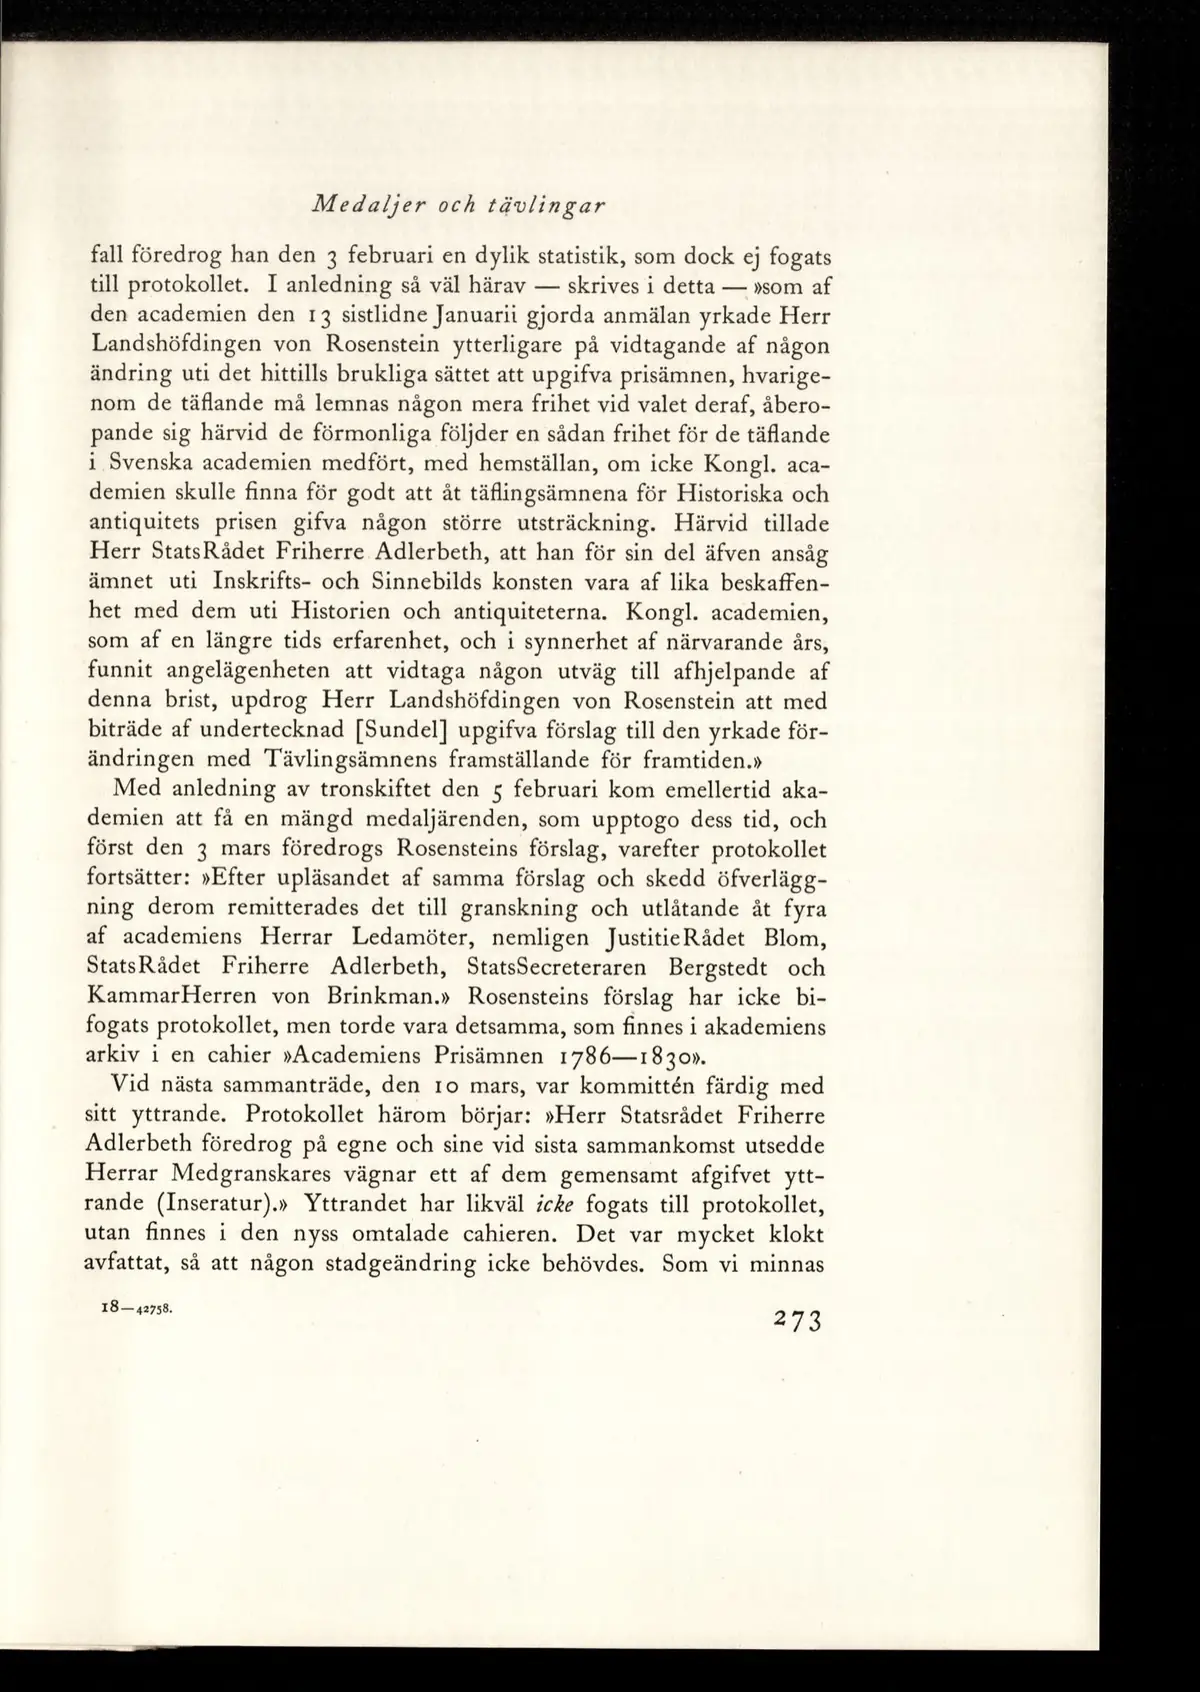 Medaljer och tävlingar
fall föredrog han den 3 februari en dylik statistik, som dock ej fogats
till protokollet. I anledning så väl härav — skrives i detta — »som af
den academien den 13 sistlidne Januarii gjorda anmälan yrkade Herr
Landshöfdingen von Rosenstein ytterligare på vidtagande af någon
ändring uti det hittills brukliga sättet att upgifva prisämnen, hvarige-
nom de täflande må lemnas någon mera frihet vid valet deraf, åbero-
pande sig härvid de förmonliga följder en sådan frihet för de täflande
i Svenska academien medfört, med hemställan, om icke Kongl. aca-
demien skulle finna för godt att åt täflingsämnena för Historiska och
antiquitets prisen gifva någon större utsträckning. Härvid tillade
Herr StatsRådet Friherre Adlerbeth, att han för sin del äfven ansåg
ämnet uti Inskrifts- och Sinnebilds konsten vara af lika beskaffen-
het med dem uti Historien och antiquiteterna. Kongl. academien,
som af en längre tids erfarenhet, och i synnerhet af närvarande års,
funnit angelägenheten att vidtaga någon utväg till afhjelpande af
denna brist, updrog Herr Landshöfdingen von Rosenstein att med
biträde af undertecknad [Sundel] upgifva förslag till den yrkade för-
ändringen med Tävlingsämnens framställande för framtiden.»
Med anledning av tronskiftet den 5 februari kom emellertid aka-
demien att få en mängd medaljärenden, som upptogo dess tid, och
först den 3 mars föredrogs Rosensteins förslag, varefter protokollet
fortsätter: »Efter upläsandet af samma förslag och skedd öfverlägg-
ning derom remitterades det till granskning och utlåtande åt fyra
af academiens Herrar Ledamöter, nemligen JustitieRådet Blom,
StatsRådet Friherre Adlerbeth, StatsSecreteraren Bergstedt och
KammarHerren von Brinkman.» Rosensteins förslag har icke bi-
fogats protokollet, men torde vara detsamma, som finnes i akademiens
arkiv i en cahier »Academiens Prisämnen 1786—1830».
Vid nästa sammanträde, den 10 mars, var kommittén färdig med
sitt yttrande. Protokollet härom börjar: »Herr Statsrådet Friherre
Adlerbeth föredrog på egne och sine vid sista sammankomst utsedde
Herrar Medgranskares vägnar ett af dem gemensamt afgifvet ytt-
rande (Inseratur).» Yttrandet har likväl icke fogats till protokollet,
utan finnes i den nyss omtalade cahieren. Det var mycket klokt
avfattat, så att någon stadgeändring icke behövdes. Som vi minnas
18—42758.
273